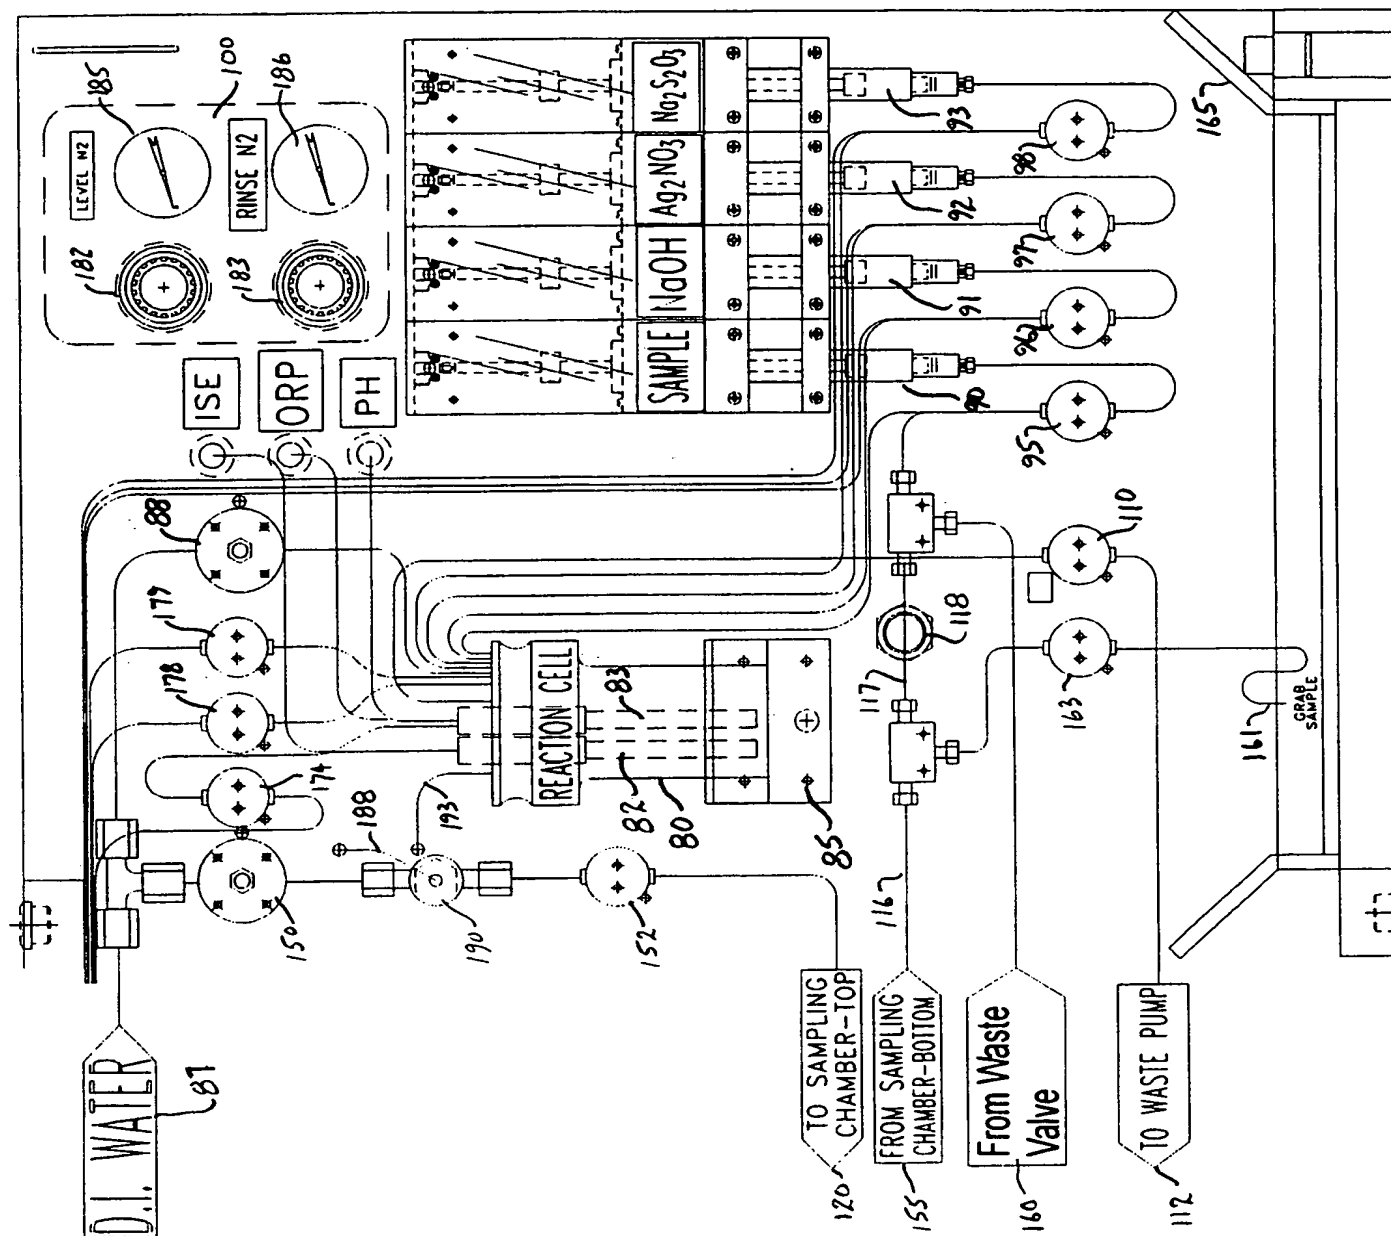 185
100
186
LEVEL N2
RINSE N2
182
183
ISE
ORP
PH
Na2S2O3
Ag2NO3
NaOH
SAMPLE
93
92
91
90
98
97
96
95
165
88
179
178
174
150
188
193
190
152
REACTION CELL
83
82
80
85
118
117
116
110
163
161
GRAB
SAMPLE
D.I. WATER
87
TO SAMPLING
CHAMBER-TOP
120
FROM SAMPLING
CHAMBER-BOTTOM
155
From Waste
Valve
160
TO WASTE PUMP
112